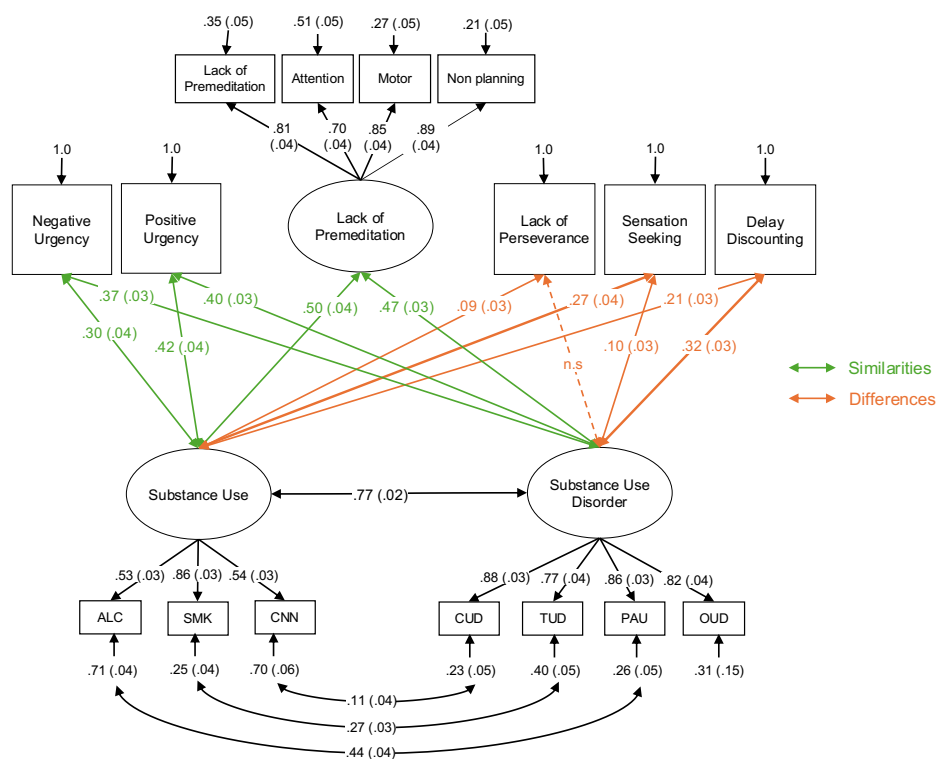 .35 (.05) .51 (.05) .27 (.05) .21 (.05)
Lack of
Premeditation
Attention
Motor
Non planning
.81
(.04)
.70
(.04)
.85
(.04)
.89
(.04)
1.0 1.0 1.0 1.0 1.0
Negative
Urgency
Positive
Urgency
Lack of
Premeditation
Lack of
Perseverance
Sensation
Seeking
Delay
Discounting
.37 (.03) .40 (.03) .50 (.04) .47 (.03) .09 (.03) .27 (.04) .21 (.03)
.30 (.04) .42 (.04) n.s .10 (.03) .32 (.03)
Similarities
Differences
Substance Use
.77 (.02)
Substance Use
Disorder
.53 (.03) .86 (.03) .54 (.03) .88 (.03) .77 (.04) .86 (.03) .82 (.04)
ALC SMK CNN CUD TUD PAU OUD
.71 (.04) .25 (.04) .70 (.06) .23 (.05) .40 (.05) .26 (.05) .31 (.15)
.11 (.04)
.27 (.03)
.44 (.04)